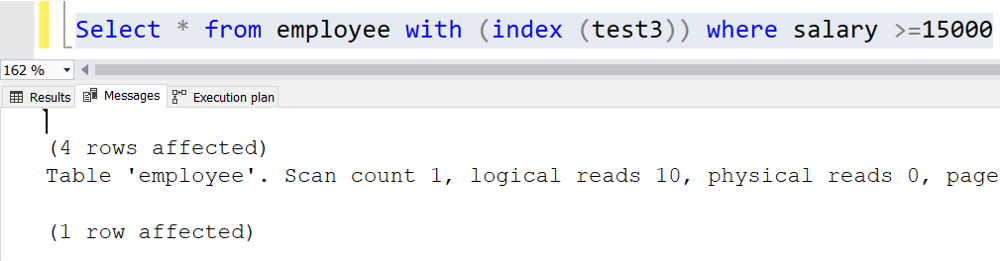 Select * from employee with (index (test3)) where salary >=15000
162 %
Results Messages Execution plan
(4 rows affected)
Table 'employee'. Scan count 1, logical reads 10, physical reads 0, page
(1 row affected)